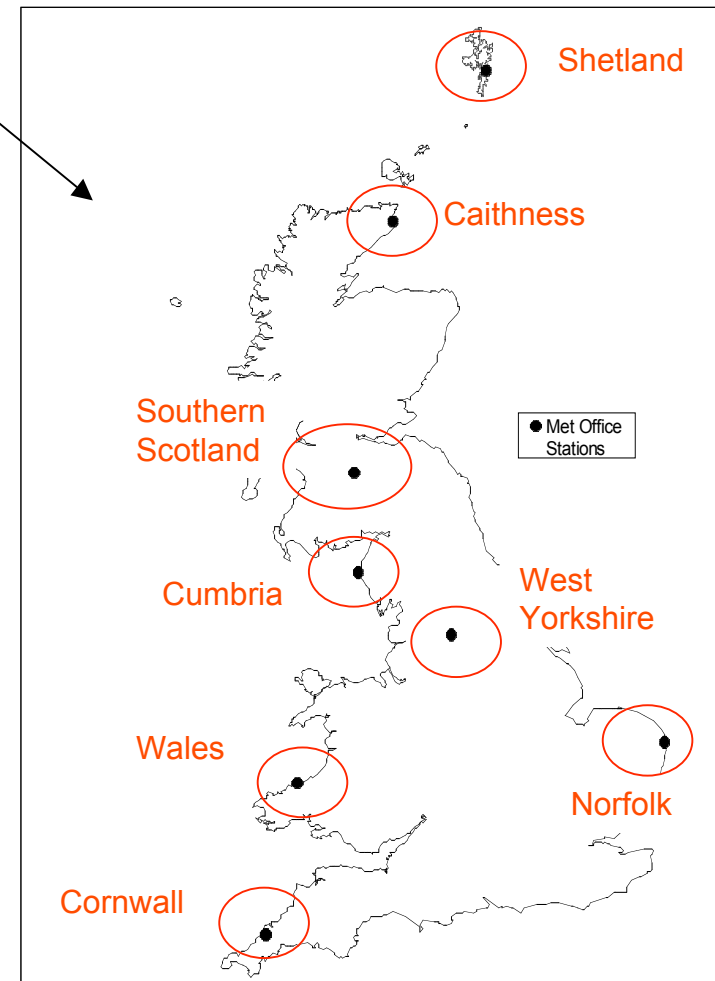 Shetland
Caithness
Southern
Scotland
Met Office
Stations
Cumbria
West
Yorkshire
Wales
Norfolk
Cornwall